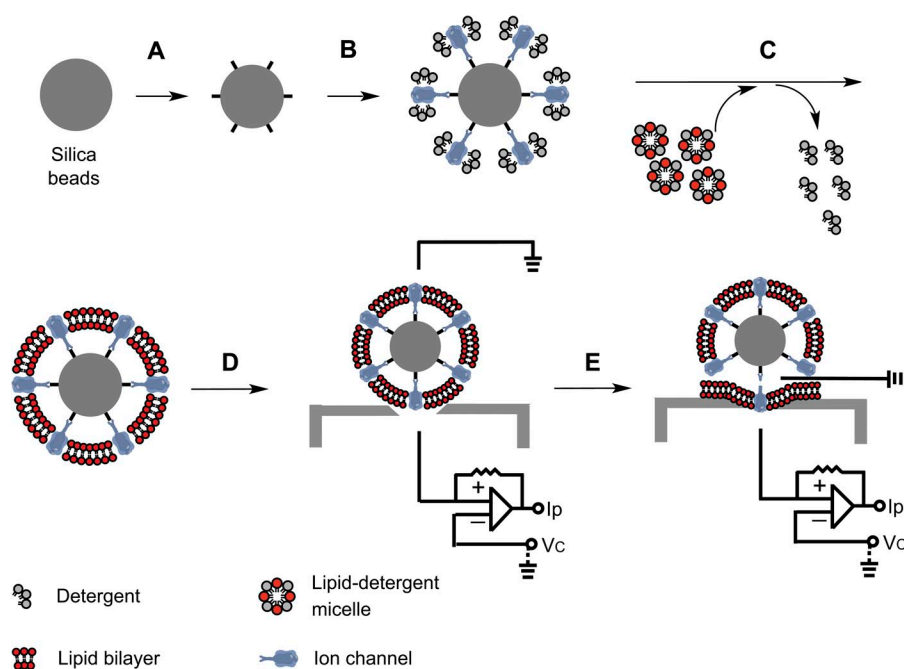 A
B
C
Silica
beads
D
E
+
−
Ip
Vc
+
−
Ip
Vc
Detergent
Lipid-detergent
micelle
Lipid bilayer
Ion channel